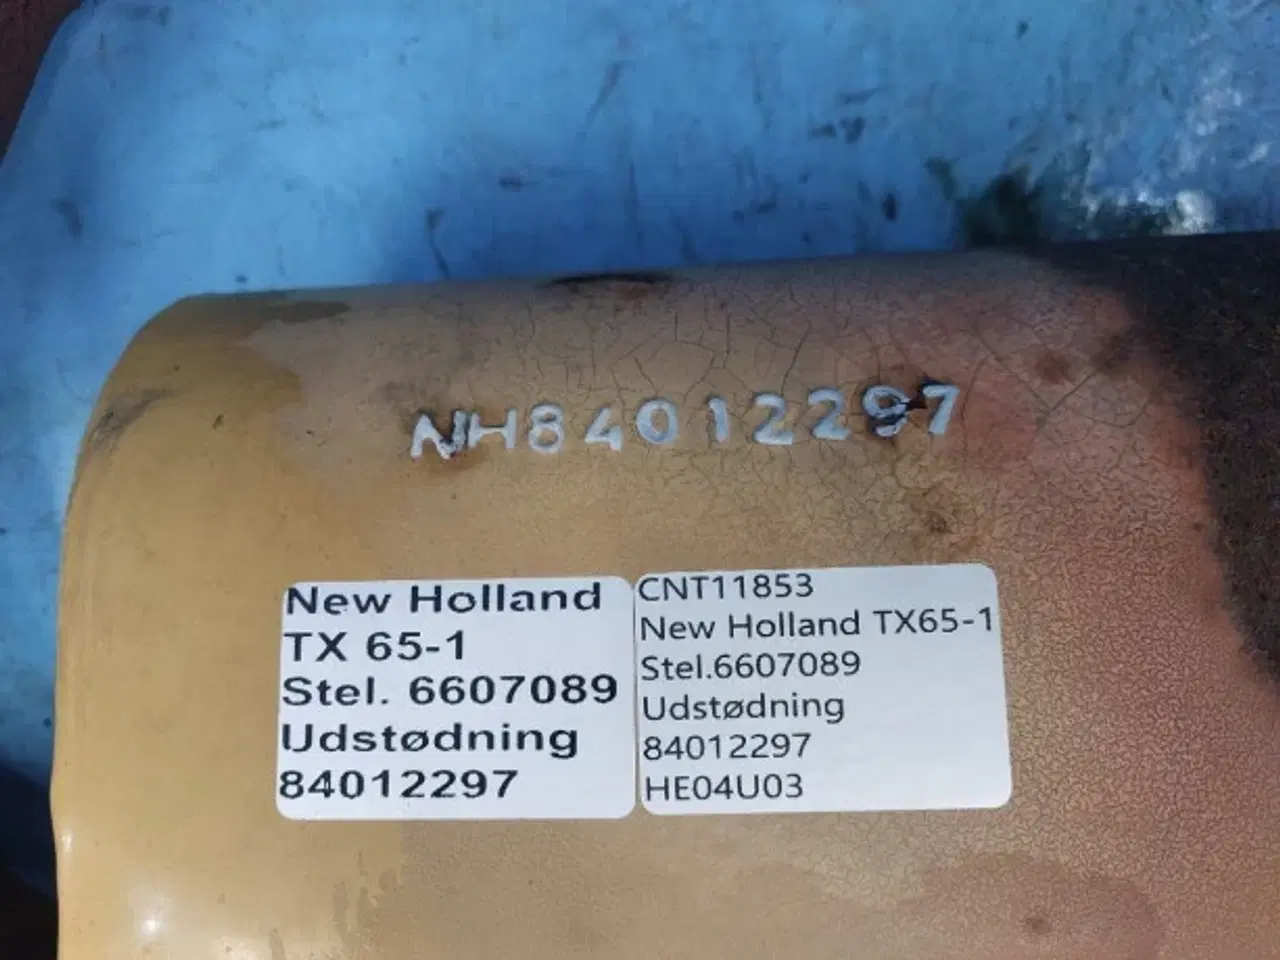 NH84012297
New Holland
TX 65-1
Stel. 6607089
Udstødning
84012297
CNT11853
New Holland TX65-1
Stel.6607089
Udstødning
84012297
HE04U03